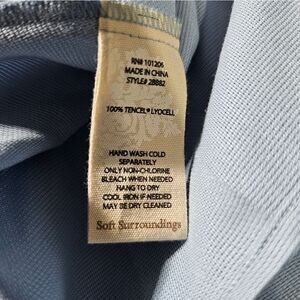 RN# 101206
MADE IN CHINA
STYLE# 2BB82
100% TENCEL® LYOCELL
HAND WASH COLD
SEPARATELY
ONLY NON-CHLORINE
BLEACH WHEN NEEDED
HANG TO DRY
COOL IRON IF NEEDED
MAY BE DRY CLEANED
Soft Surroundings